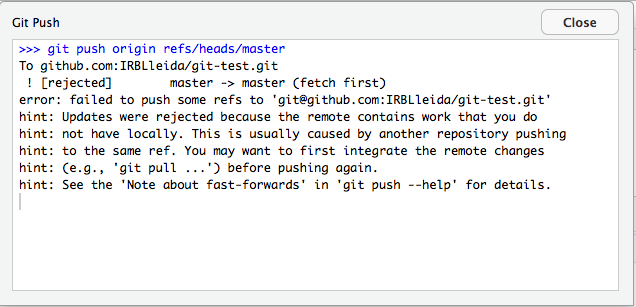 Git Push
Close
>>> git push origin refs/heads/master
To github.com:IRBLleida/git-test.git
 ! [rejected]        master -> master (fetch first)
error: failed to push some refs to 'git@github.com:IRBLleida/git-test.git'
hint: Updates were rejected because the remote contains work that you do
hint: not have locally. This is usually caused by another repository pushing
hint: to the same ref. You may want to first integrate the remote changes
hint: (e.g., 'git pull ...') before pushing again.
hint: See the 'Note about fast-forwards' in 'git push --help' for details.